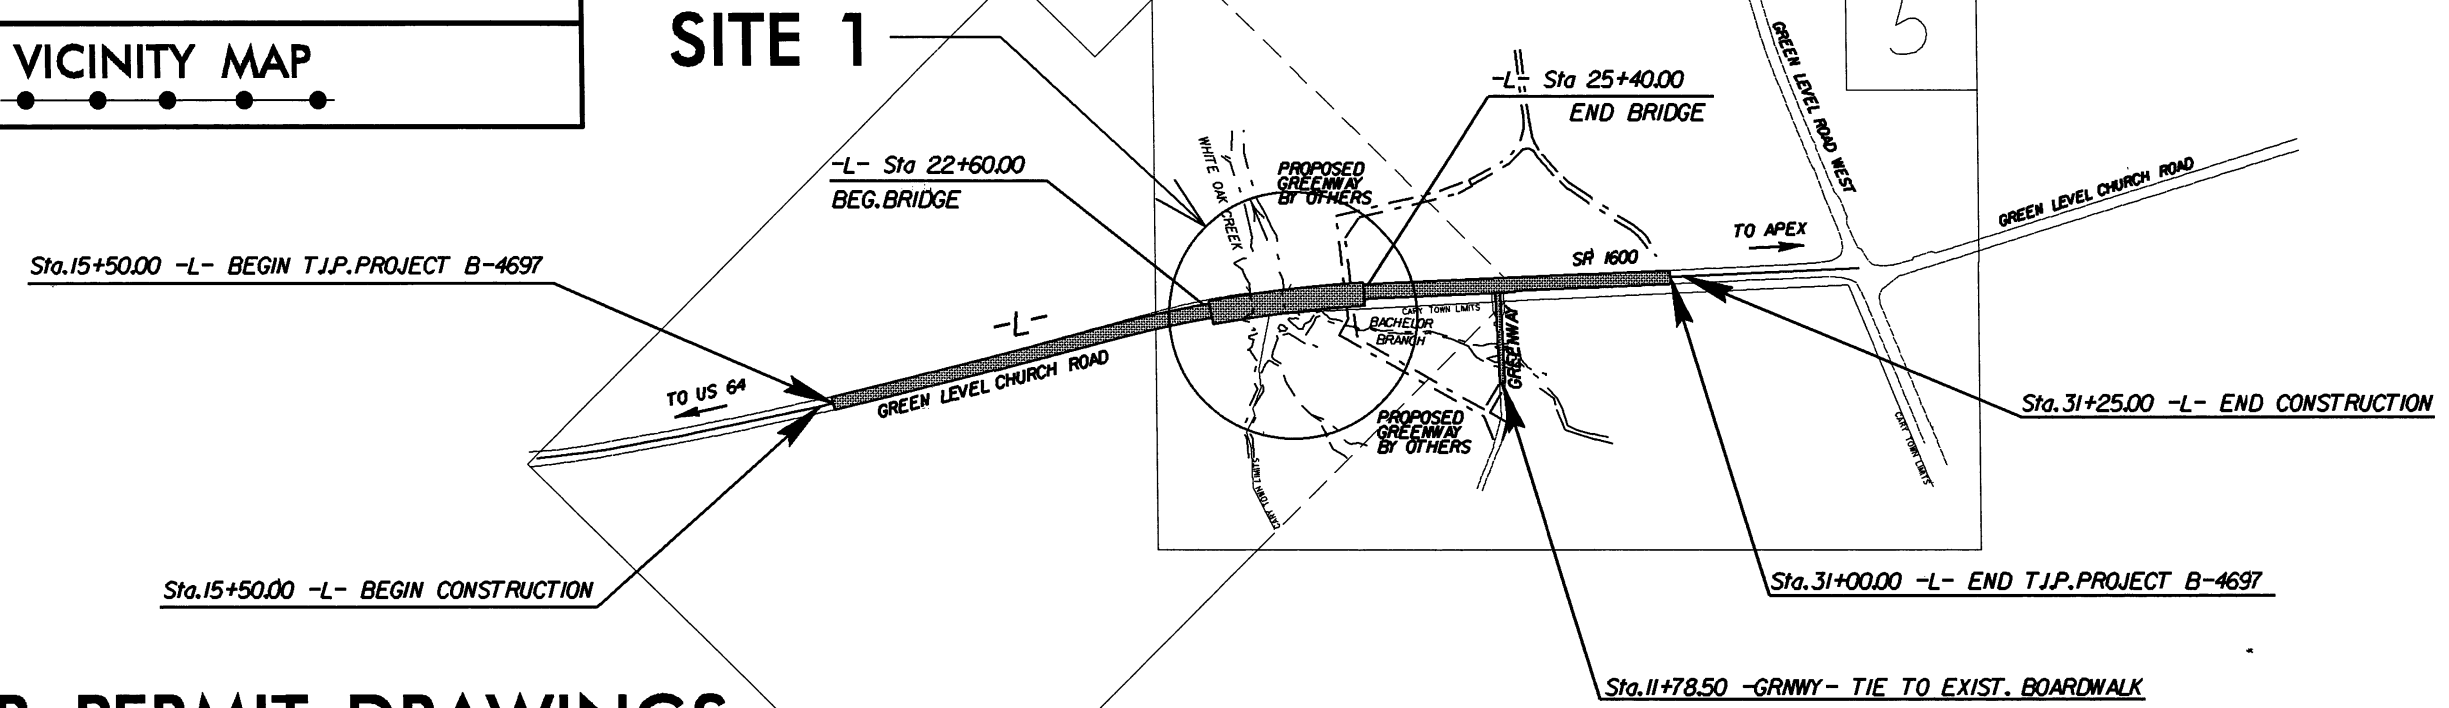 VICINITY MAP
SITE 1
5
-L- Sta 25+40.00
END BRIDGE
-L- Sta 22+60.00
BEG. BRIDGE
WHITE OAK CREEK
PROPOSED
GREENWAY
BY OTHERS
GREEN LEVEL ROAD WEST
GREEN LEVEL CHURCH ROAD
TO APEX
SR 1600
Sta.15+50.00 -L- BEGIN T.I.P. PROJECT B-4697
-L-
CARY TOWN LIMITS
BACHELOR
BRANCH
GREENWAY
GREEN LEVEL CHURCH ROAD
TO US 64
PROPOSED
GREENWAY
BY OTHERS
CARY TOWN LIMITS
CARY TOWN LIMITS
Sta.31+25.00 -L- END CONSTRUCTION
Sta.15+50.00 -L- BEGIN CONSTRUCTION
Sta.31+00.00 -L- END T.I.P. PROJECT B-4697
Sta.11+78.50 -GRNWY- TIE TO EXIST. BOARDWALK
PERMIT DRAWINGS